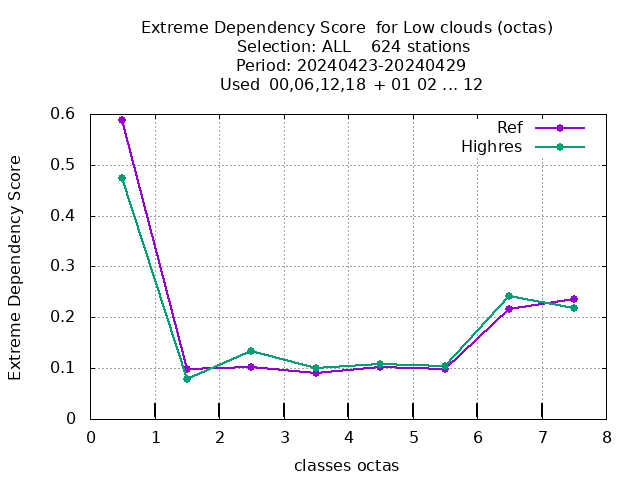 Extreme Dependency Score  for Low clouds (octas)
Selection: ALL    624 stations
Period: 20240423-20240429
Used  00,06,12,18  + 01 02 ... 12
Extreme Dependency Score
0.6
0.5
0.4
0.3
0.2
0.1
0
Ref
Highres
0 1 2 3 4 5 6 7 8
classes octas